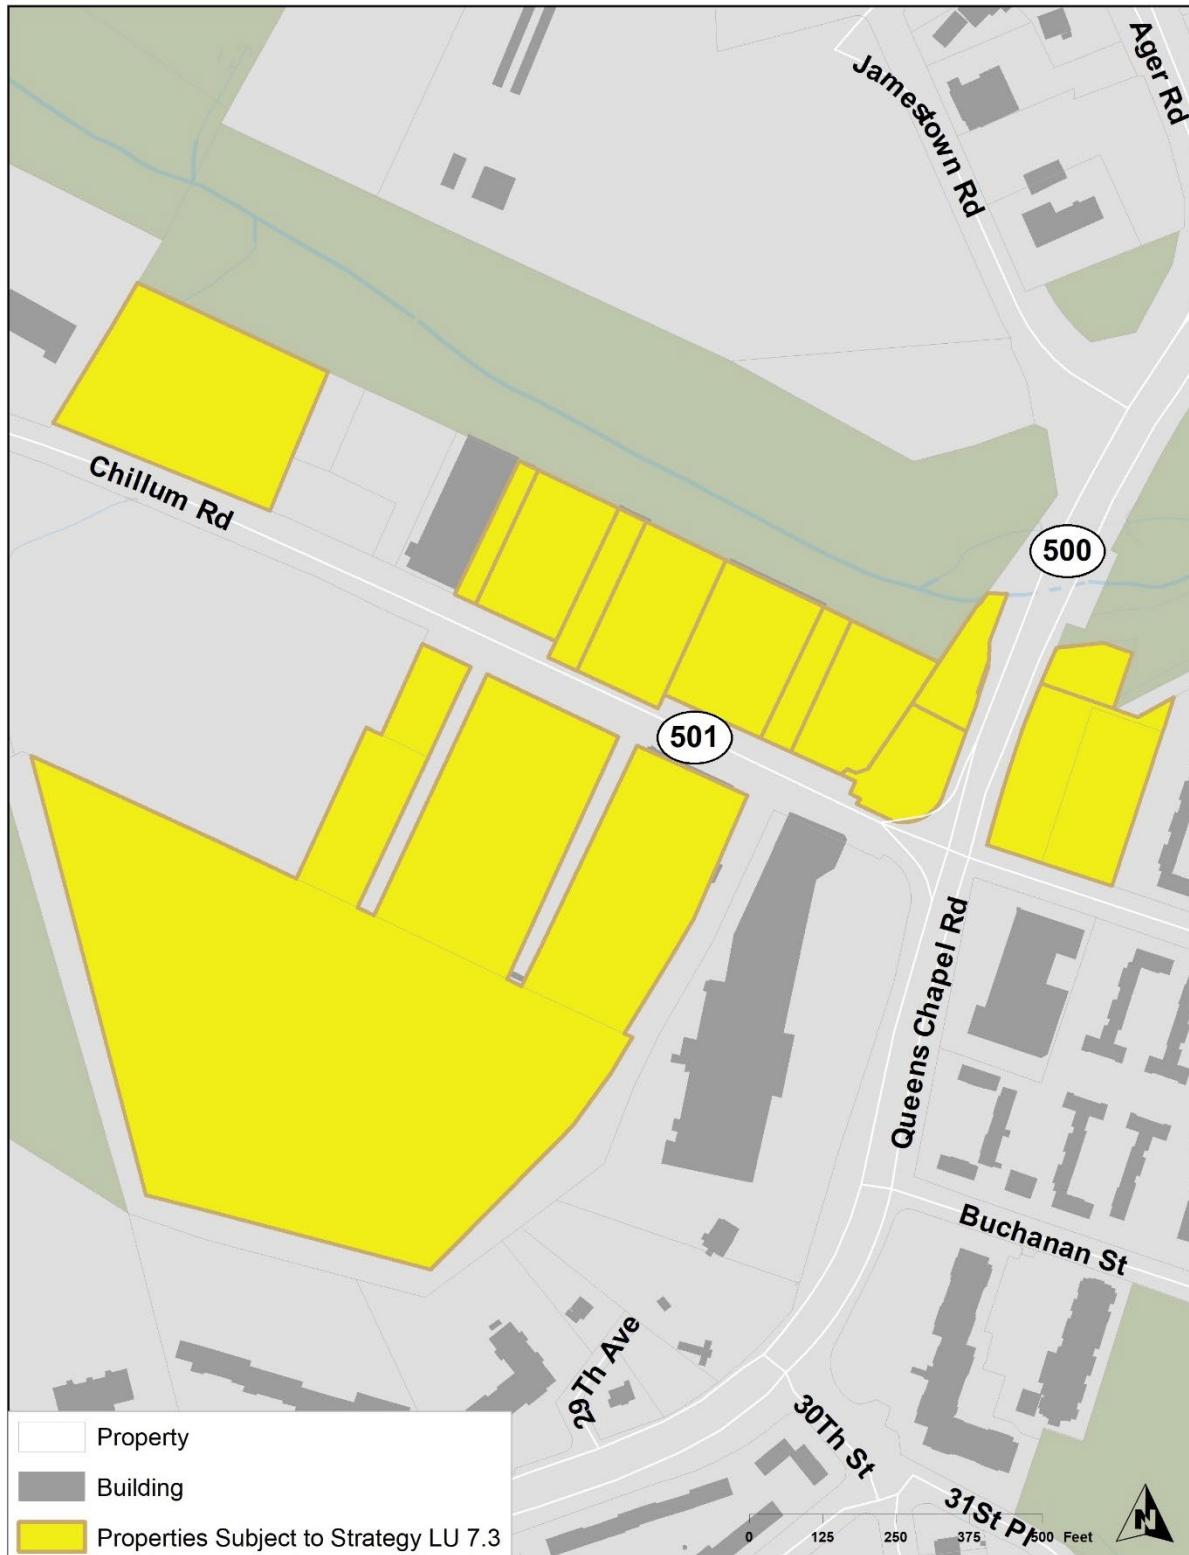 Ager Rd
Jamestown Rd
Chillum Rd
500
501
Queens Chapel Rd
Buchanan St
29Th Ave
30Th St
31St Pl
Property
Building
Properties Subject to Strategy LU 7.3
0 125 250 375 500 Feet
N